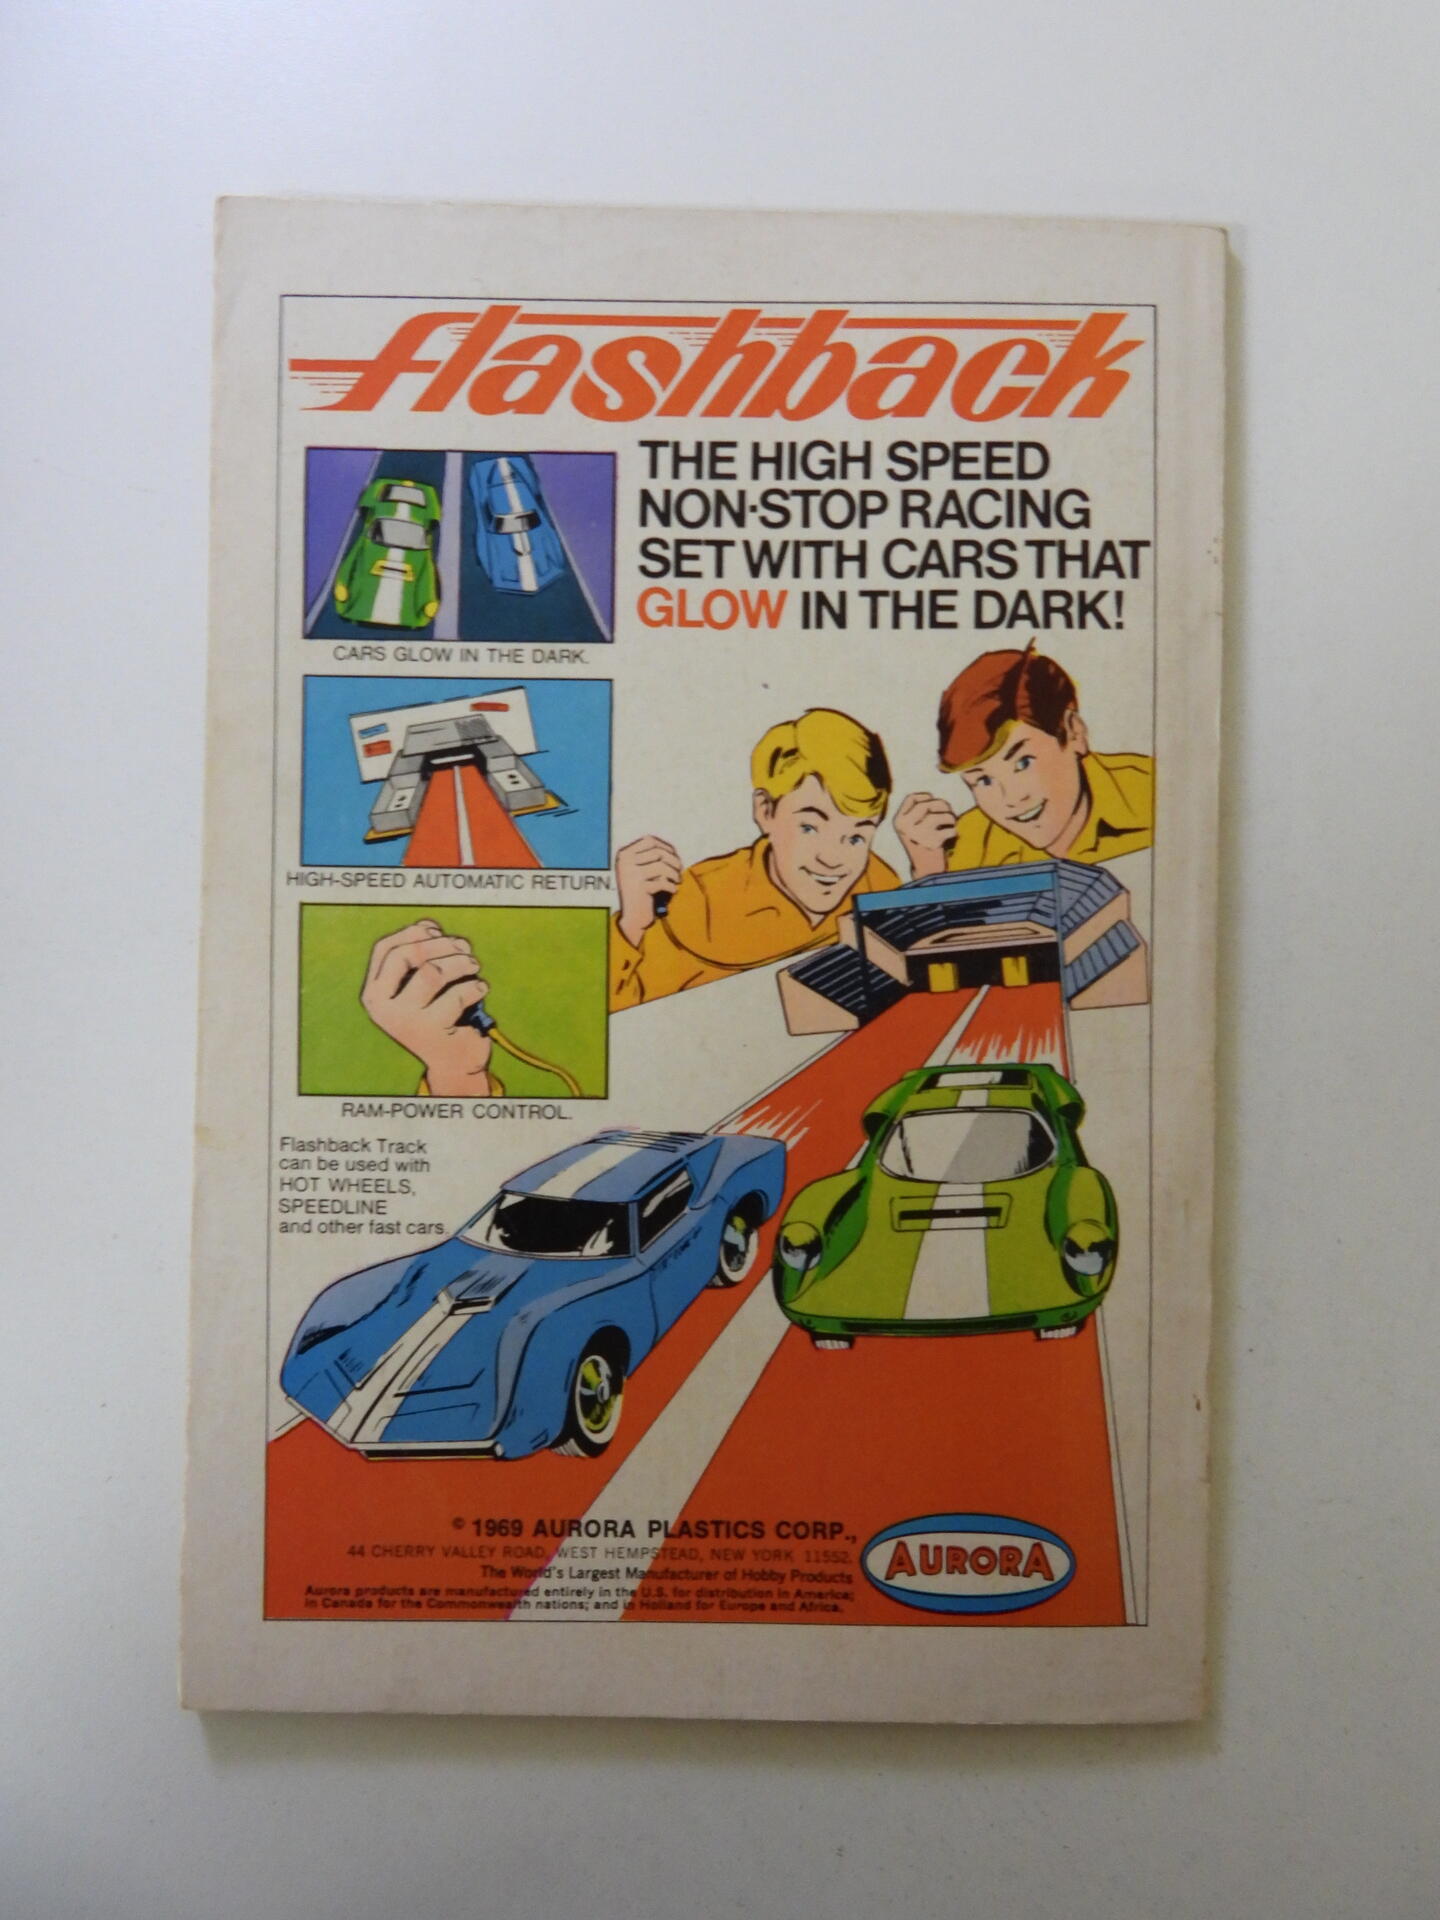 flashback
THE HIGH SPEED
NON·STOP RACING
SET WITH CARS THAT
GLOW IN THE DARK!
CARS GLOW IN THE DARK.
HIGH-SPEED AUTOMATIC RETURN.
RAM-POWER CONTROL.
Flashback Track
can be used with
HOT WHEELS,
SPEEDLINE
and other fast cars.
© 1969 AURORA PLASTICS CORP.,
44 CHERRY VALLEY ROAD, WEST HEMPSTEAD, NEW YORK 11552.
The World's Largest Manufacturer of Hobby Products
Aurora products are manufactured entirely in the U.S. for distribution in America;
in Canada for the Commonwealth nations; and in Holland for Europe and Africa.
AURORA